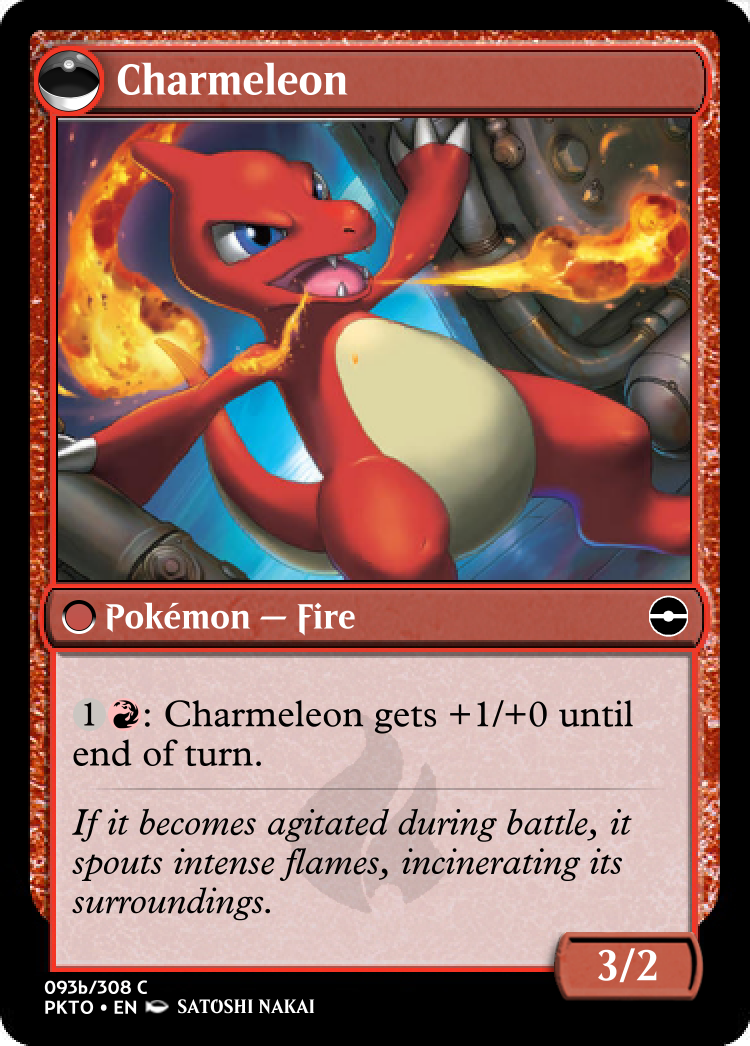 Charmeleon
Pokémon — Fire
1 : Charmeleon gets +1/+0 until
end of turn.
If it becomes agitated during battle, it
spouts intense flames, incinerating its
surroundings.
3/2
093b/308 C
PKTO • EN SATOSHI NAKAI